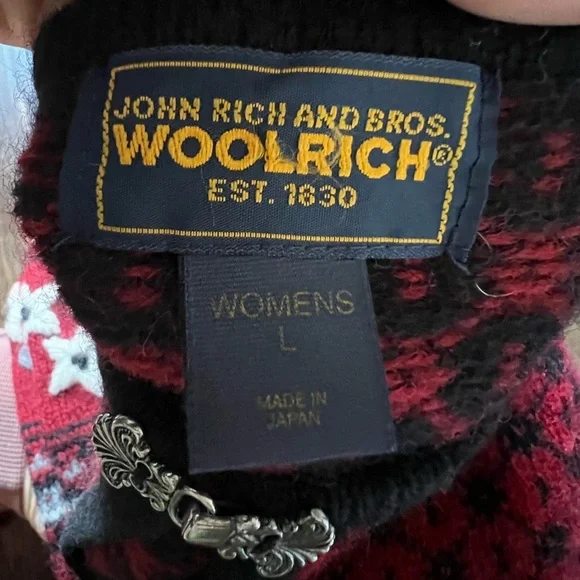 JOHN RICH AND BROS.
WOOLRICH®
EST. 1830
WOMENS
L
MADE IN
JAPAN